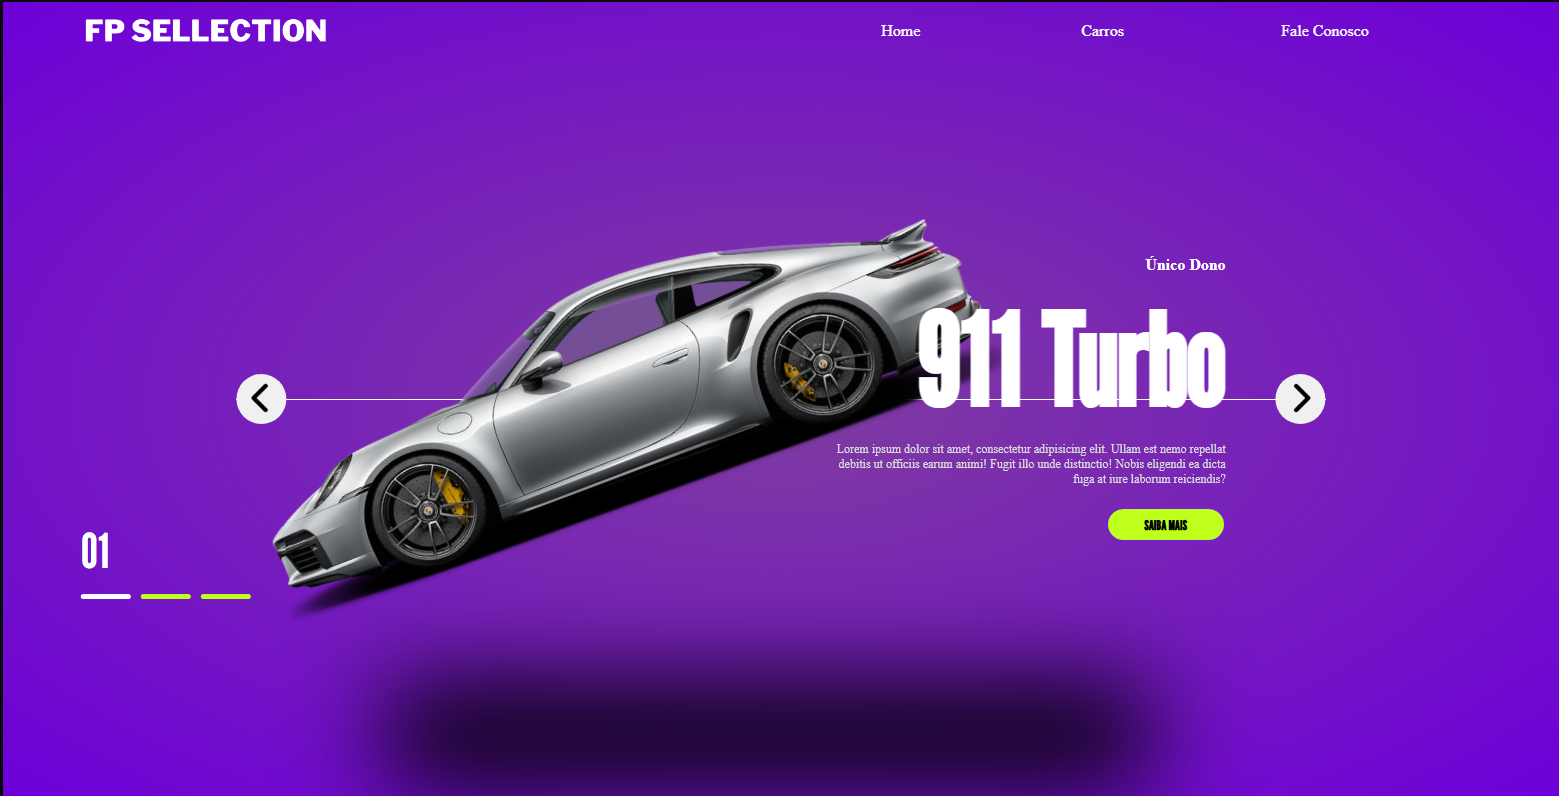 FP SELLECTION
Home
Carros
Fale Conosco
Único Dono
911 Turbo
Lorem ipsum dolor sit amet, consectetur adipisicing elit. Ullam est nemo repellat
debitis ut officiis earum animi! Fugit illo unde distinctio! Nobis eligendi ea dicta
fuga at iure laborum reiciendis?
SAIBA MAIS
01